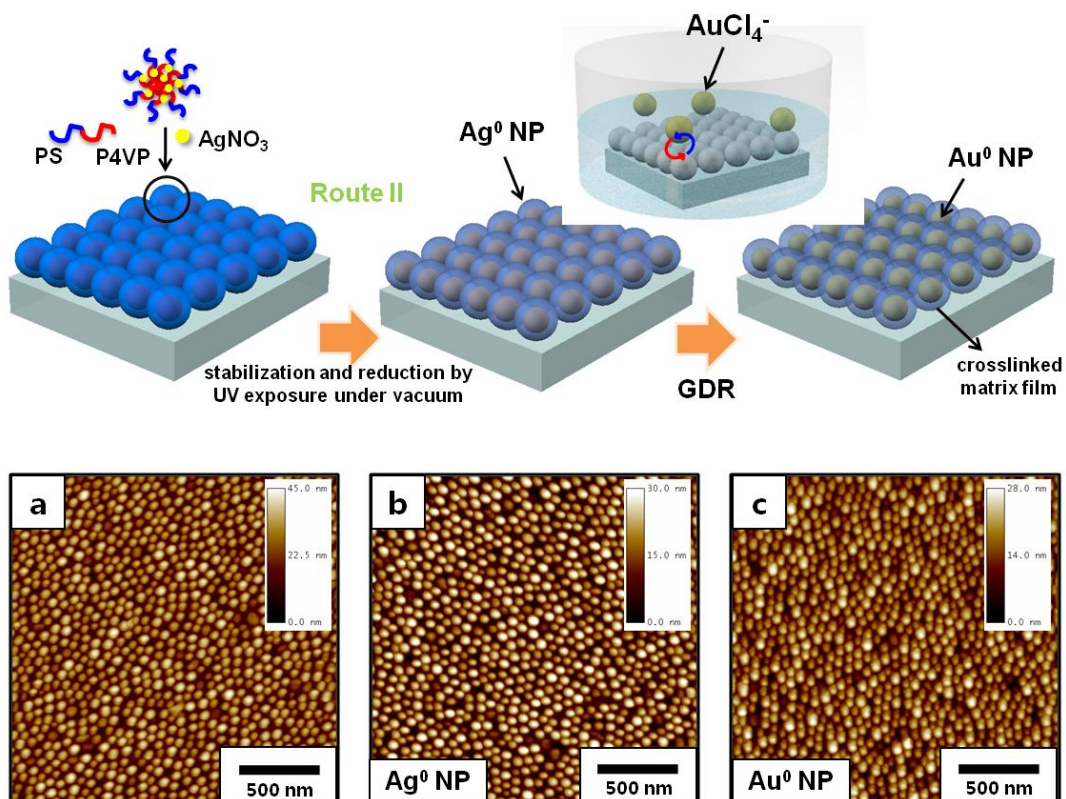 AuCl₄⁻
AgNO₃
PS
P4VP
Ag⁰ NP
Au⁰ NP
Route II
stabilization and reduction by
UV exposure under vacuum
GDR
crosslinked
matrix film
a
45.0 nm
22.5 nm
0.0 nm
500 nm
b
30.0 nm
15.0 nm
0.0 nm
Ag⁰ NP
500 nm
c
28.0 nm
14.0 nm
0.0 nm
Au⁰ NP
500 nm